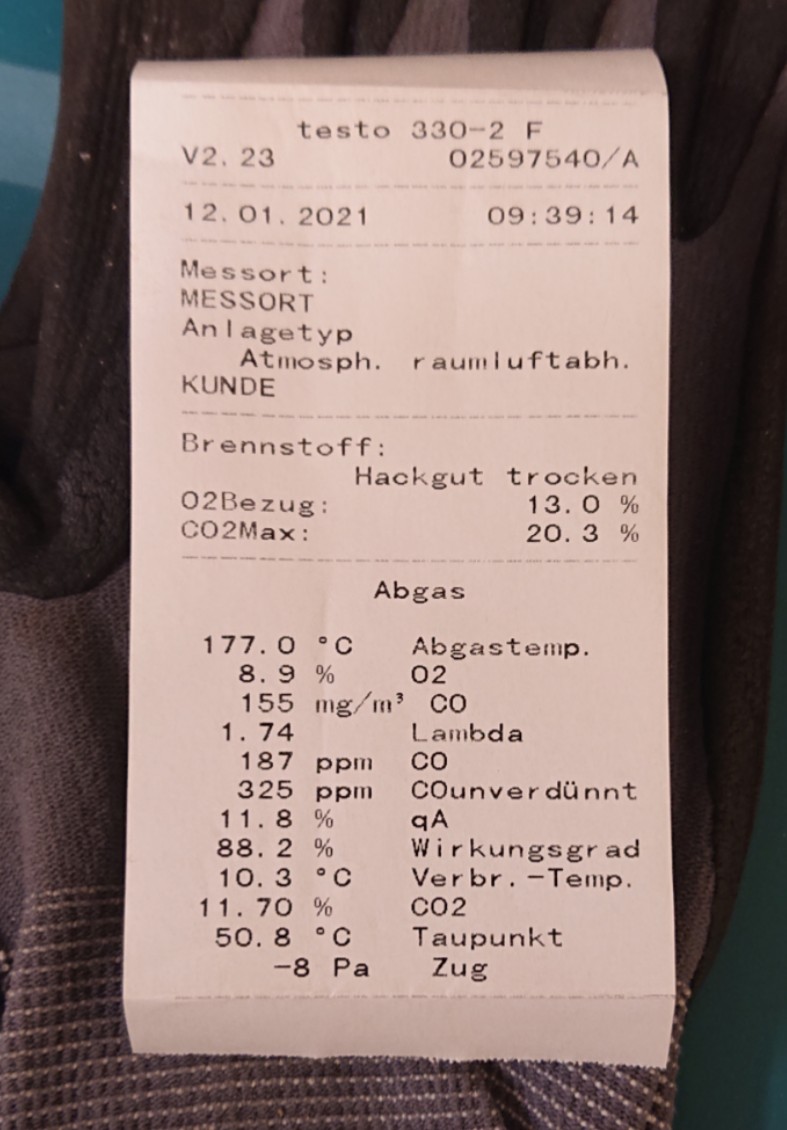 testo 330-2 F
V2.23 02597540/A
12.01.2021 09:39:14
Messort:
MESSORT
Anlagetyp
Atmosph. raumluftabh.
KUNDE
Brennstoff:
Hackgut trocken
O2Bezug: 13.0 %
CO2Max: 20.3 %
Abgas
177.0 °C Abgastemp.
8.9 % O2
155 mg/m³ CO
1.74 Lambda
187 ppm CO
325 ppm COunverdünnt
11.8 % qA
88.2 % Wirkungsgrad
10.3 °C Verbr.-Temp.
11.70 % CO2
50.8 °C Taupunkt
-8 Pa Zug